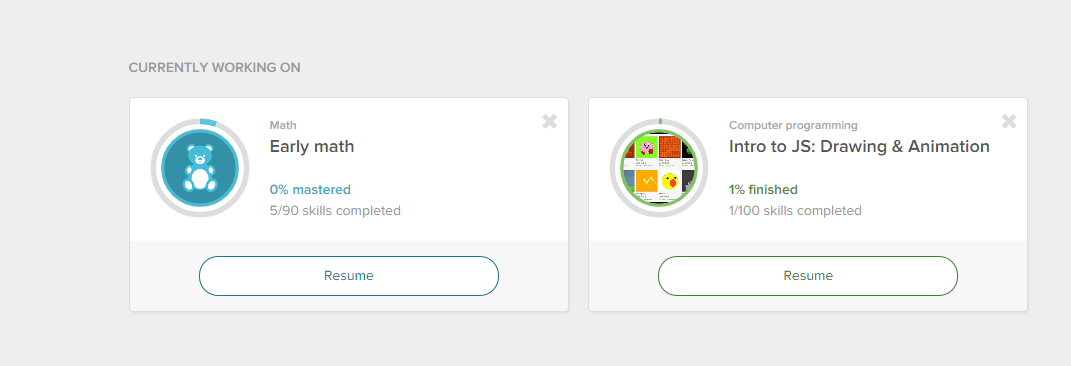 CURRENTLY WORKING ON
Math
Early math
0% mastered
5/90 skills completed
Resume
Computer programming
Intro to JS: Drawing & Animation
1% finished
1/100 skills completed
Resume